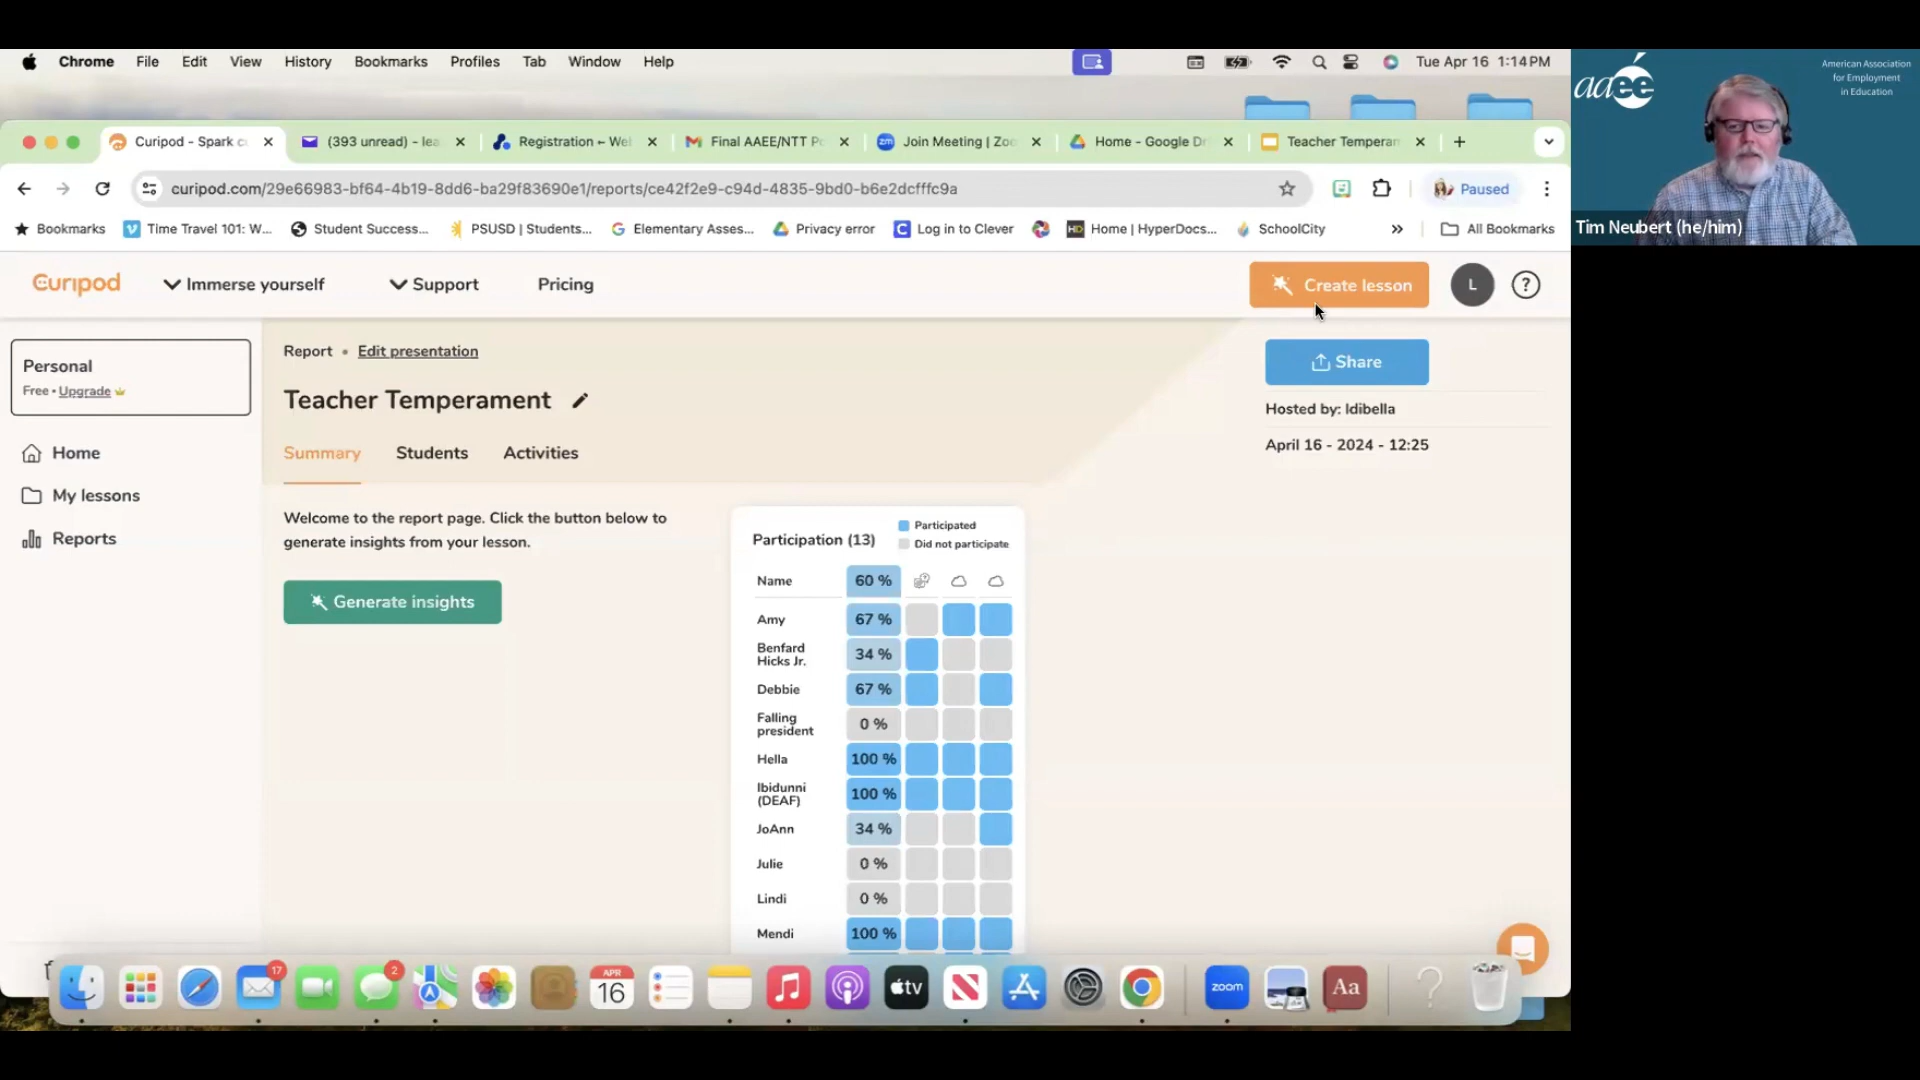 Chrome File Edit View History Bookmarks Profiles Tab Window Help Tue Apr 16 1:14 PM
Curipod - Spark c (393 unread) - lea Registration ← Wel Final AAEE/NTT Po Join Meeting | Zoo Home - Google Dr Teacher Temperam
curipod.com/29e66983-bf64-4b19-8dd6-ba29f83690e1/reports/ce42f2e9-c94d-4835-9bd0-b6e2dcfffc9a Paused
Bookmarks Time Travel 101: W... Student Success... PSUSD | Students... Elementary Asses... Privacy error Log in to Clever Home | HyperDocs... SchoolCity » All Bookmarks
aaéé
American Association
for Employment
in Education
Tim Neubert (he/him)
Curipod Immerse yourself Support Pricing Create lesson L ?
Personal
Free • Upgrade
Home
My lessons
Reports
Report • Edit presentation
Teacher Temperament
Summary Students Activities
Welcome to the report page. Click the button below to
generate insights from your lesson.
Generate insights
Share
Hosted by: ldibella
April 16 - 2024 - 12:25
Participation (13)
Participated
Did not participate
Name 60 %
Amy 67 %
Benfard
Hicks Jr. 34 %
Debbie 67 %
Falling
president 0 %
Hella 100 %
Ibidunni
(DEAF) 100 %
JoAnn 34 %
Julie 0 %
Lindi 0 %
Mendi 100 %
17 2 APR 16 tv zoom Aa ?